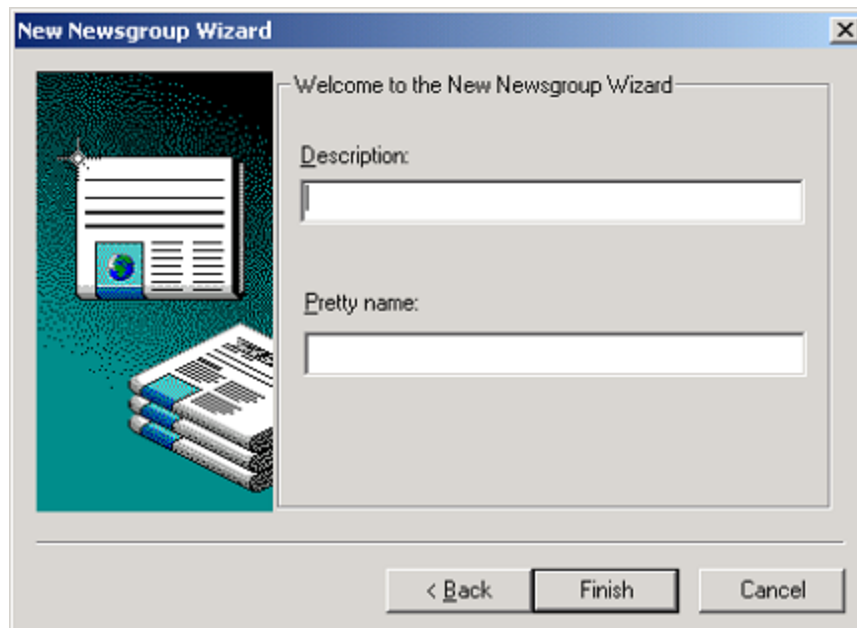 New Newsgroup Wizard
Welcome to the New Newsgroup Wizard
Description:
Pretty name:
< Back Finish Cancel